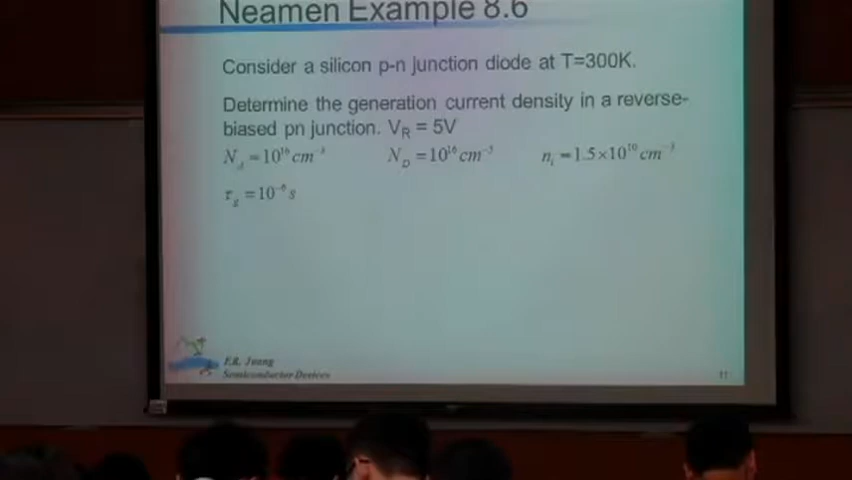 Neamen Example 8.6
Consider a silicon p-n junction diode at T=300K.
Determine the generation current density in a reverse-
biased pn junction. V_R = 5V
N_A = 10^16 cm^-3 N_D = 10^16 cm^-3 n_i = 1.5×10^10 cm^-3
τ_g = 10^-6 s
Semiconductor Devices